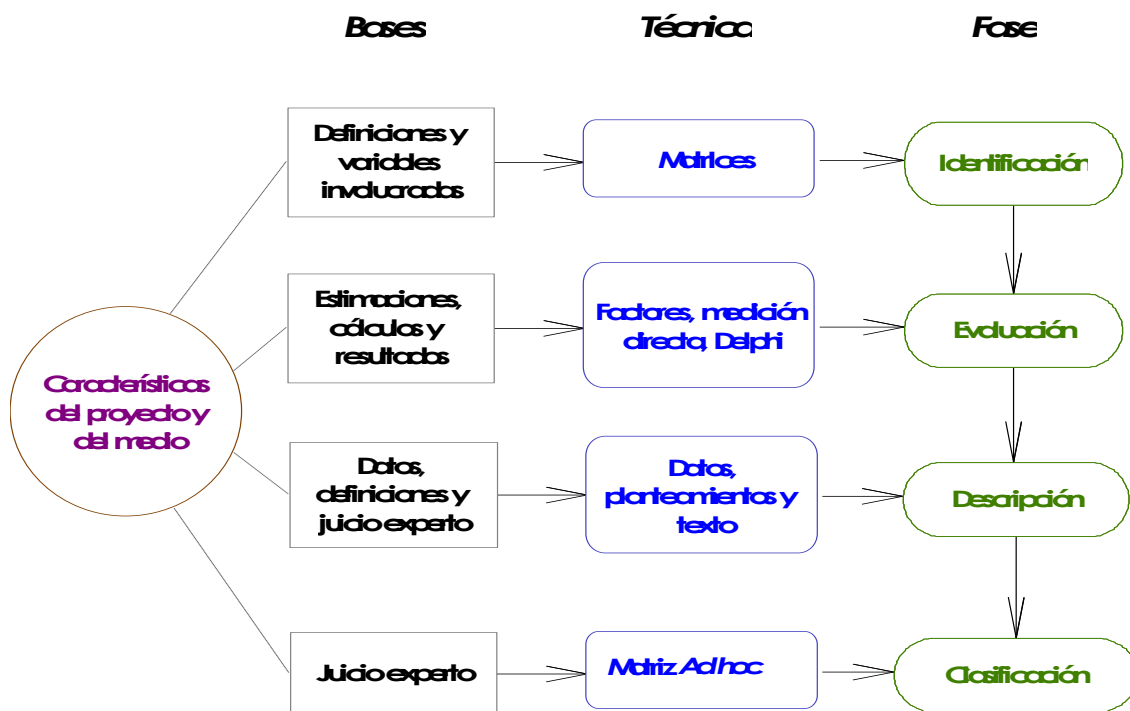 Bases Técnica Fase
Definiciones y
variables
involucradas
Matrices
Identificación
Estimaciones,
cálculos y
resultados
Factores, medición
directa, Delphi
Evaluación
Características
del proyecto y
del medio
Datos,
definiciones y
juicio experto
Datos,
planteamientos y
texto
Descripción
Juicio experto
Matriz Ad hoc
Clasificación